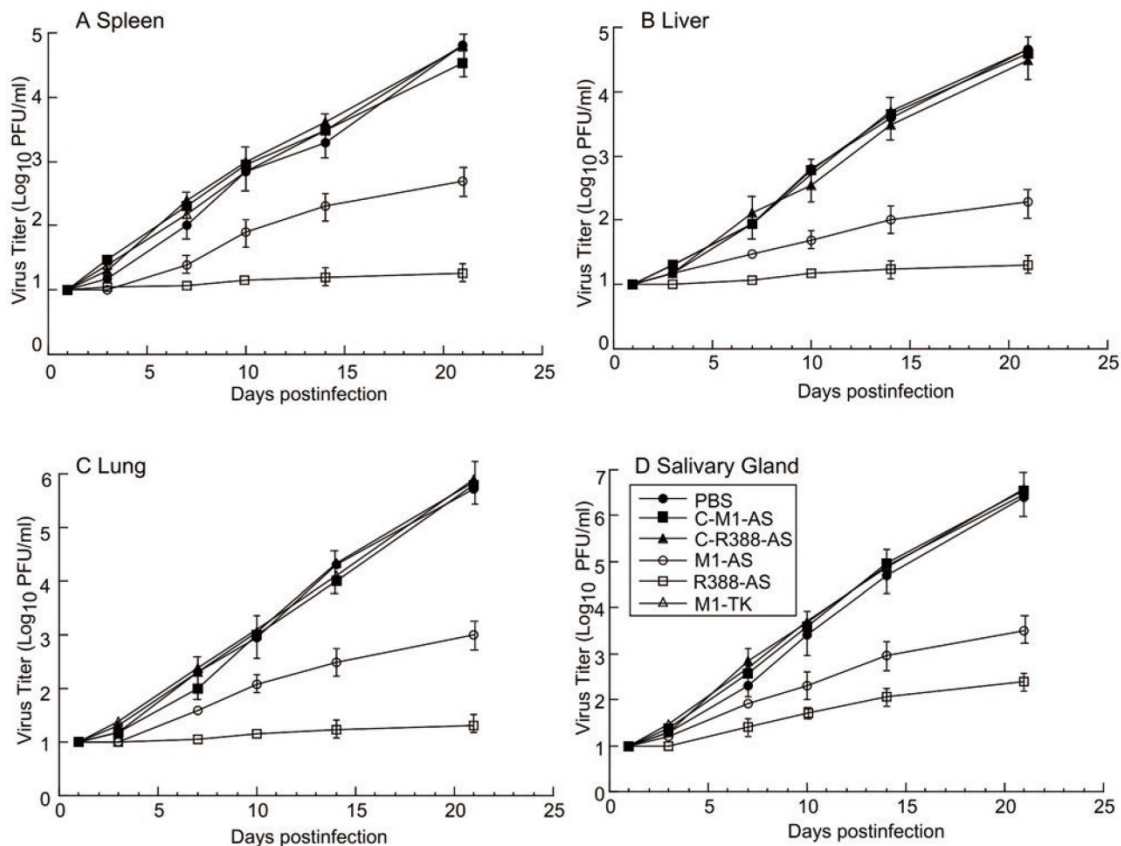 A Spleen
Virus Titer (Log10 PFU/ml)
5
4
3
2
1
0
0
5
10
15
20
25
Days postinfection
B Liver
Virus Titer (Log10 PFU/ml)
5
4
3
2
1
0
0
5
10
15
20
25
Days postinfection
C Lung
Virus Titer (Log10 PFU/ml)
6
5
4
3
2
1
0
0
5
10
15
20
25
Days postinfection
D Salivary Gland
PBS
C-M1-AS
C-R388-AS
M1-AS
R388-AS
M1-TK
Virus Titer (Log10 PFU/ml)
7
6
5
4
3
2
1
0
0
5
10
15
20
25
Days postinfection